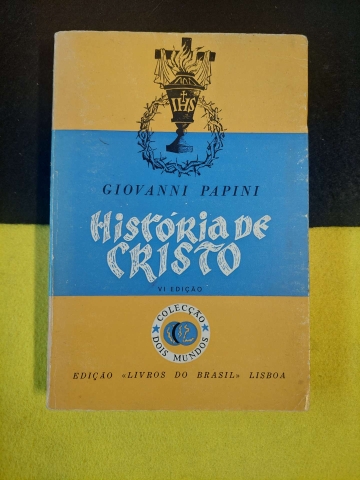 IHS
GIOVANNI PAPINI
HISTÓRIA DE
CRISTO
VI EDIÇÃO
COLECÇÃO
DOIS MUNDOS
EDIÇÃO «LIVROS DO BRASIL» LISBOA